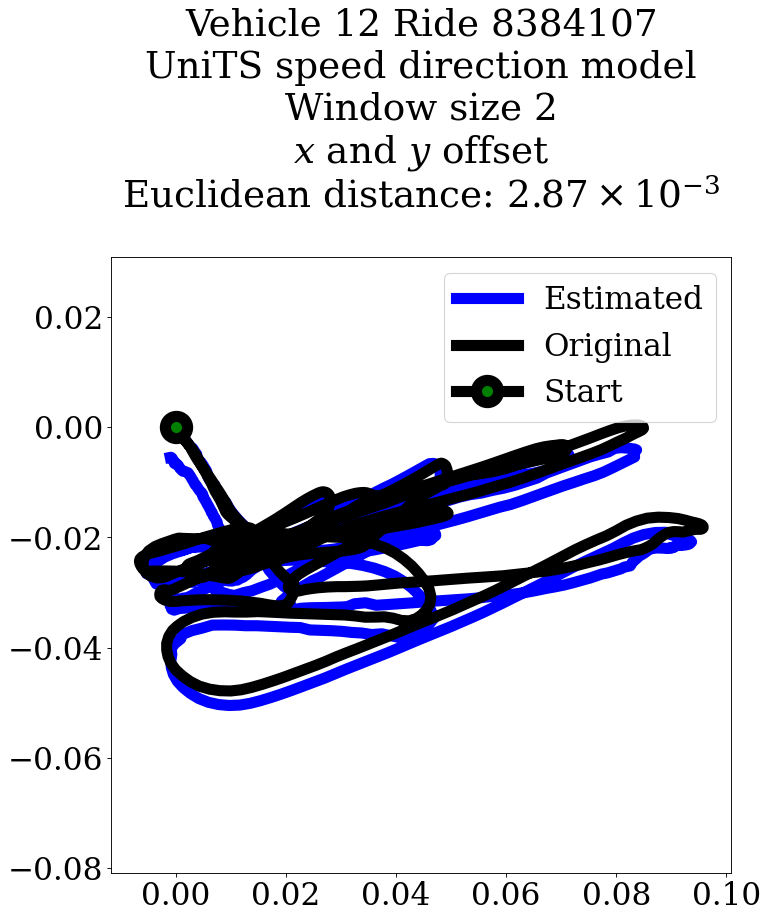 Vehicle 12 Ride 8384107
UniTS speed direction model
Window size 2
x and y offset
Euclidean distance: 2.87 × 10⁻³
Estimated
Original
Start
0.02
0.00
−0.02
−0.04
−0.06
−0.08
0.00 0.02 0.04 0.06 0.08 0.10